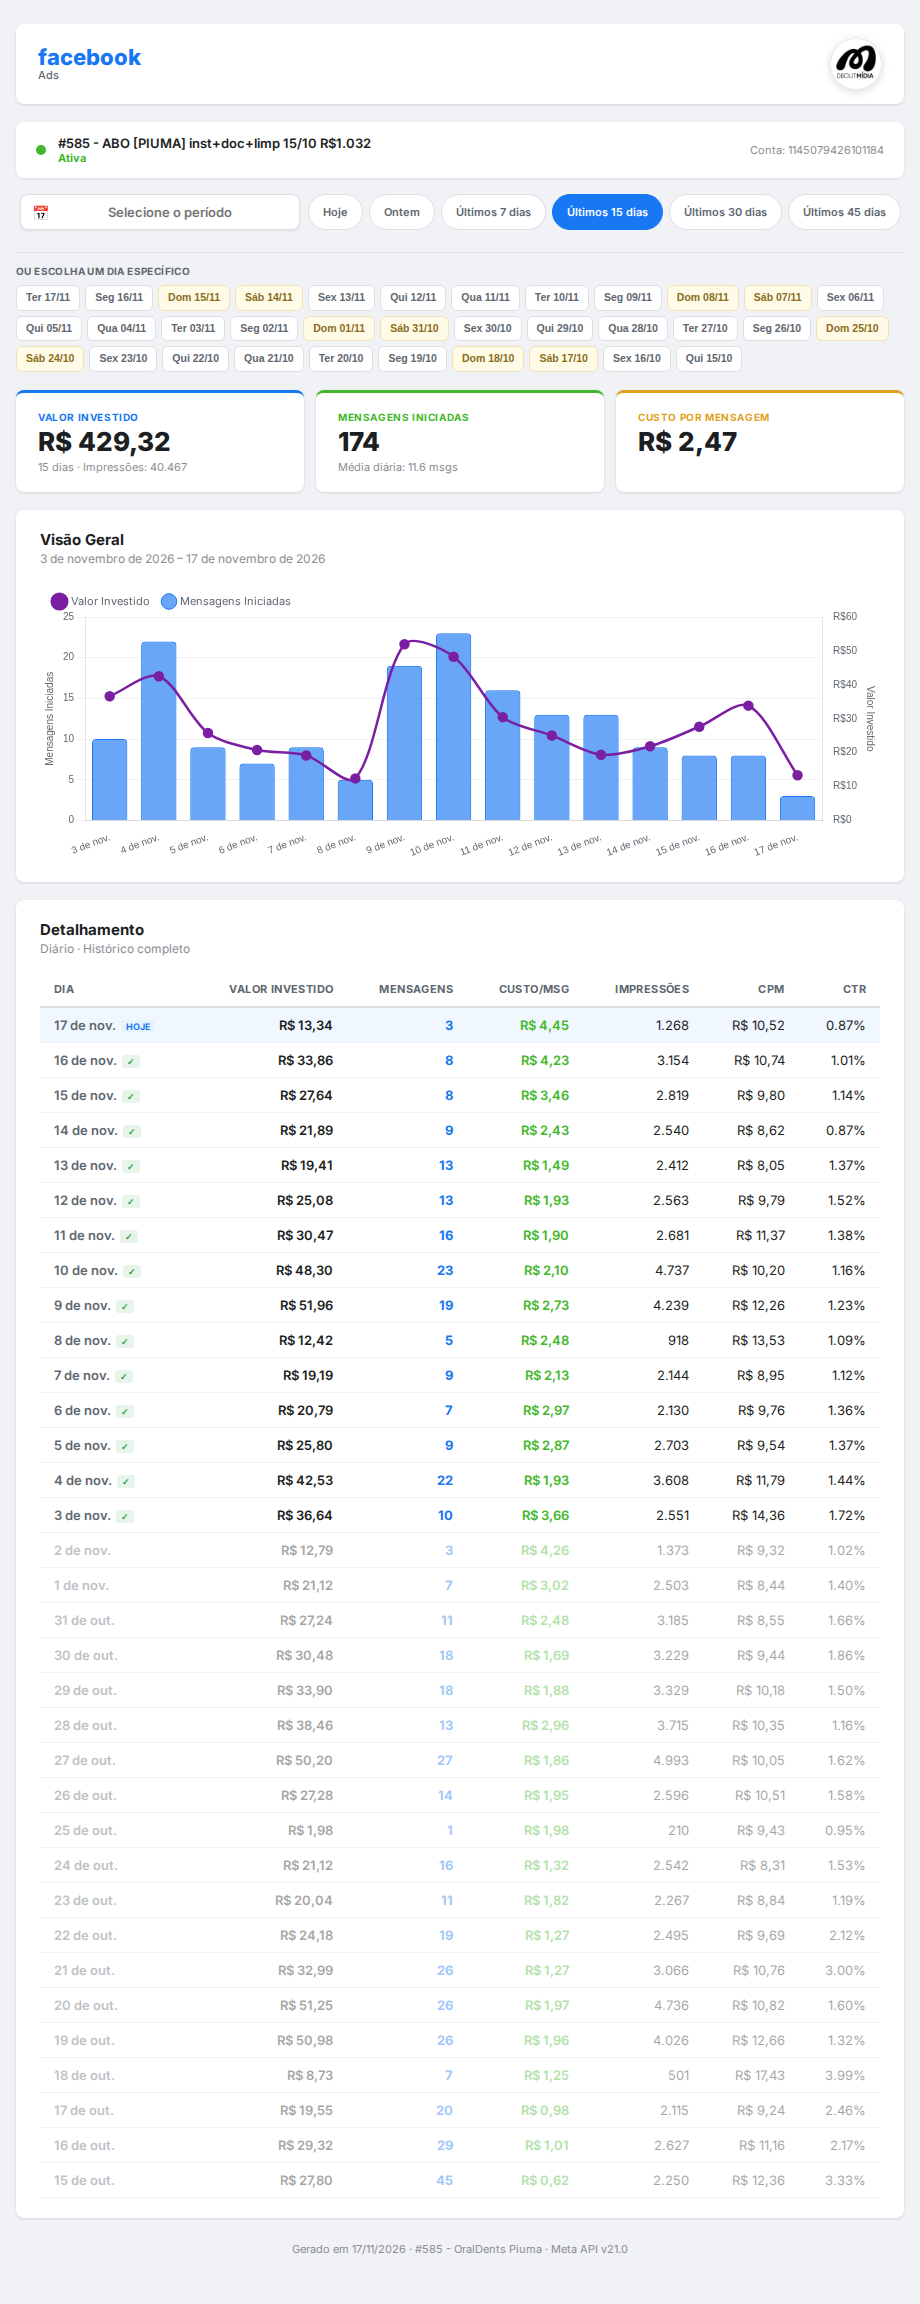 facebook
Ads
DBOUTMÍDIA
#585 - ABO [PIUMA] inst+doc+limp 15/10 R$1.032
Ativa
Conta: 1145079426101184
Selecione o período
Hoje
Ontem
Últimos 7 dias
Últimos 15 dias
Últimos 30 dias
Últimos 45 dias
OU ESCOLHA UM DIA ESPECÍFICO
Ter 17/11 Seg 16/11 Dom 15/11 Sáb 14/11 Sex 13/11 Qui 12/11 Qua 11/11 Ter 10/11 Seg 09/11 Dom 08/11 Sáb 07/11 Sex 06/11
Qui 05/11 Qua 04/11 Ter 03/11 Seg 02/11 Dom 01/11 Sáb 31/10 Sex 30/10 Qui 29/10 Qua 28/10 Ter 27/10 Seg 26/10 Dom 25/10
Sáb 24/10 Sex 23/10 Qui 22/10 Qua 21/10 Ter 20/10 Seg 19/10 Dom 18/10 Sáb 17/10 Sex 16/10 Qui 15/10
VALOR INVESTIDO
R$ 429,32
15 dias · Impressões: 40.467
MENSAGENS INICIADAS
174
Média diária: 11.6 msgs
CUSTO POR MENSAGEM
R$ 2,47
Visão Geral
3 de novembro de 2026 – 17 de novembro de 2026
Valor Investido Mensagens Iniciadas
Mensagens Iniciadas
25
20
15
10
5
0
R$60
R$50
R$40
R$30
R$20
R$10
R$0
Valor Investido
3 de nov. 4 de nov. 5 de nov. 6 de nov. 7 de nov. 8 de nov. 9 de nov. 10 de nov. 11 de nov. 12 de nov. 13 de nov. 14 de nov. 15 de nov. 16 de nov. 17 de nov.
Detalhamento
Diário · Histórico completo
DIA VALOR INVESTIDO MENSAGENS CUSTO/MSG IMPRESSÕES CPM CTR
17 de nov. HOJE R$ 13,34 3 R$ 4,45 1.268 R$ 10,52 0.87%
16 de nov. ✓ R$ 33,86 8 R$ 4,23 3.154 R$ 10,74 1.01%
15 de nov. ✓ R$ 27,64 8 R$ 3,46 2.819 R$ 9,80 1.14%
14 de nov. ✓ R$ 21,89 9 R$ 2,43 2.540 R$ 8,62 0.87%
13 de nov. ✓ R$ 19,41 13 R$ 1,49 2.412 R$ 8,05 1.37%
12 de nov. ✓ R$ 25,08 13 R$ 1,93 2.563 R$ 9,79 1.52%
11 de nov. ✓ R$ 30,47 16 R$ 1,90 2.681 R$ 11,37 1.38%
10 de nov. ✓ R$ 48,30 23 R$ 2,10 4.737 R$ 10,20 1.16%
9 de nov. ✓ R$ 51,96 19 R$ 2,73 4.239 R$ 12,26 1.23%
8 de nov. ✓ R$ 12,42 5 R$ 2,48 918 R$ 13,53 1.09%
7 de nov. ✓ R$ 19,19 9 R$ 2,13 2.144 R$ 8,95 1.12%
6 de nov. ✓ R$ 20,79 7 R$ 2,97 2.130 R$ 9,76 1.36%
5 de nov. ✓ R$ 25,80 9 R$ 2,87 2.703 R$ 9,54 1.37%
4 de nov. ✓ R$ 42,53 22 R$ 1,93 3.608 R$ 11,79 1.44%
3 de nov. ✓ R$ 36,64 10 R$ 3,66 2.551 R$ 14,36 1.72%
2 de nov. R$ 12,79 3 R$ 4,26 1.373 R$ 9,32 1.02%
1 de nov. R$ 21,12 7 R$ 3,02 2.503 R$ 8,44 1.40%
31 de out. R$ 27,24 11 R$ 2,48 3.185 R$ 8,55 1.66%
30 de out. R$ 30,48 18 R$ 1,69 3.229 R$ 9,44 1.86%
29 de out. R$ 33,90 18 R$ 1,88 3.329 R$ 10,18 1.50%
28 de out. R$ 38,46 13 R$ 2,96 3.715 R$ 10,35 1.16%
27 de out. R$ 50,20 27 R$ 1,86 4.993 R$ 10,05 1.62%
26 de out. R$ 27,28 14 R$ 1,95 2.596 R$ 10,51 1.58%
25 de out. R$ 1,98 1 R$ 1,98 210 R$ 9,43 0.95%
24 de out. R$ 21,12 16 R$ 1,32 2.542 R$ 8,31 1.53%
23 de out. R$ 20,04 11 R$ 1,82 2.267 R$ 8,84 1.19%
22 de out. R$ 24,18 19 R$ 1,27 2.495 R$ 9,69 2.12%
21 de out. R$ 32,99 26 R$ 1,27 3.066 R$ 10,76 3.00%
20 de out. R$ 51,25 26 R$ 1,97 4.736 R$ 10,82 1.60%
19 de out. R$ 50,98 26 R$ 1,96 4.026 R$ 12,66 1.32%
18 de out. R$ 8,73 7 R$ 1,25 501 R$ 17,43 3.99%
17 de out. R$ 19,55 20 R$ 0,98 2.115 R$ 9,24 2.46%
16 de out. R$ 29,32 29 R$ 1,01 2.627 R$ 11,16 2.17%
15 de out. R$ 27,80 45 R$ 0,62 2.250 R$ 12,36 3.33%
Gerado em 17/11/2026 · #585 - OralDents Piuma · Meta API v21.0